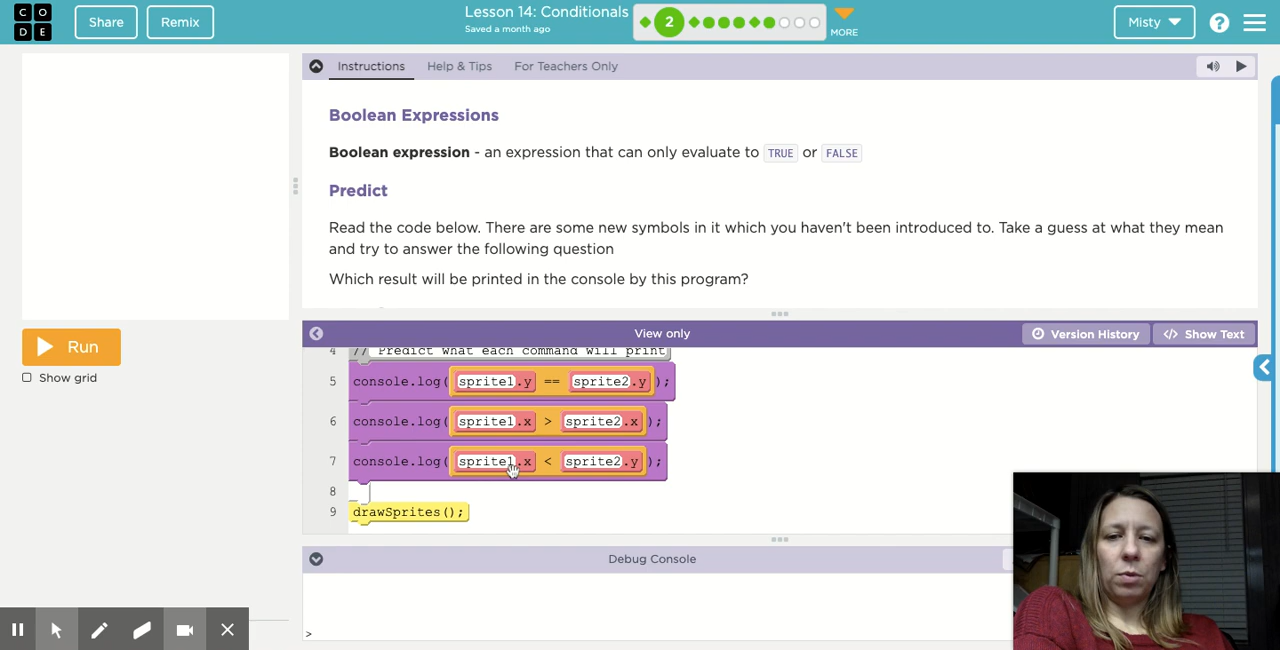 C O D E
Share
Remix
Lesson 14: Conditionals
Saved a month ago
2
MORE
Misty
?
Instructions
Help & Tips
For Teachers Only
Boolean Expressions
Boolean expression - an expression that can only evaluate to TRUE or FALSE
Predict
Read the code below. There are some new symbols in it which you haven't been introduced to. Take a guess at what they mean
and try to answer the following question
Which result will be printed in the console by this program?
Run
Show grid
View only
Version History
</> Show Text
4 // Predict what each command will print
5 console.log(sprite1.y == sprite2.y);
6 console.log(sprite1.x > sprite2.x);
7 console.log(sprite1.x < sprite2.y);
8
9 drawSprites();
Debug Console
>